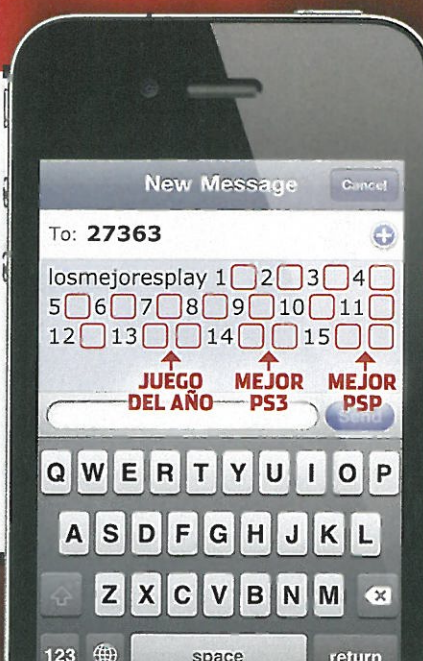 New Message Cancel
To: 27363
losmejoresplay 1 2 3 4
5 6 7 8 9 10 11
12 13 14 15
JUEGO DEL AÑO
MEJOR PS3
MEJOR PSP
Send
Q W E R T Y U I O P
A S D F G H J K L
Z X C V B N M
123 space return